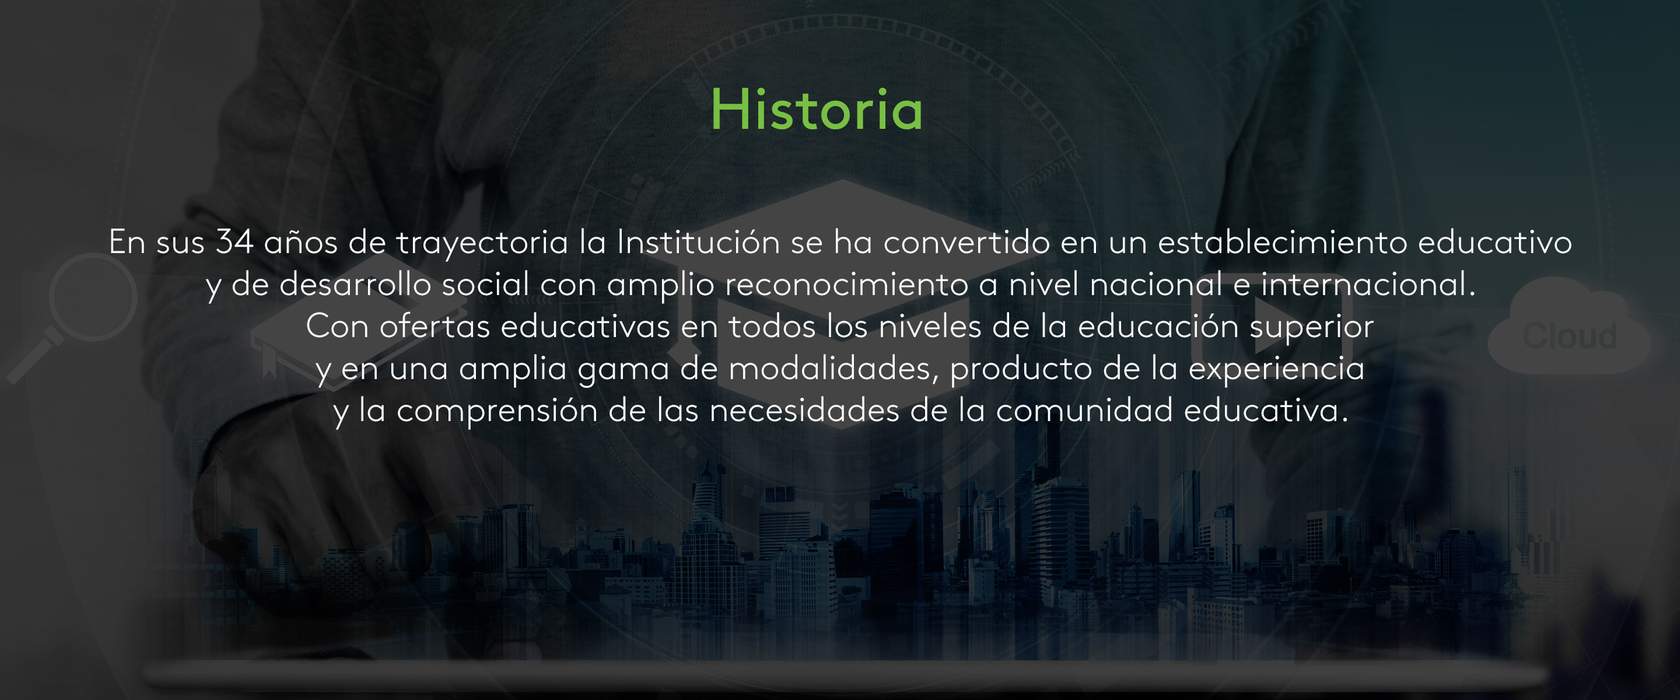 Historia
En sus 34 años de trayectoria la Institución se ha convertido en un establecimiento educativo
y de desarrollo social con amplio reconocimiento a nivel nacional e internacional.
Con ofertas educativas en todos los niveles de la educación superior
y en una amplia gama de modalidades, producto de la experiencia
y la comprensión de las necesidades de la comunidad educativa.
Cloud